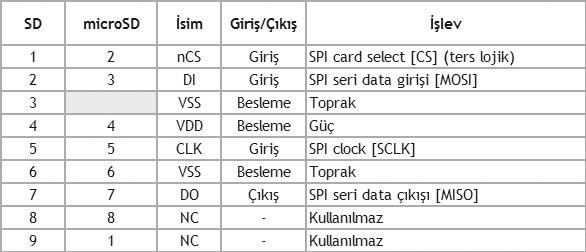 SD microSD İsim Giriş/Çıkış İşlev
1 2 nCS Giriş SPI card select [CS] (ters lojik)
2 3 DI Giriş SPI seri data girişi [MOSI]
3 VSS Besleme Toprak
4 4 VDD Besleme Güç
5 5 CLK Giriş SPI clock [SCLK]
6 6 VSS Besleme Toprak
7 7 DO Çıkış SPI seri data çıkışı [MISO]
8 8 NC - Kullanılmaz
9 1 NC - Kullanılmaz